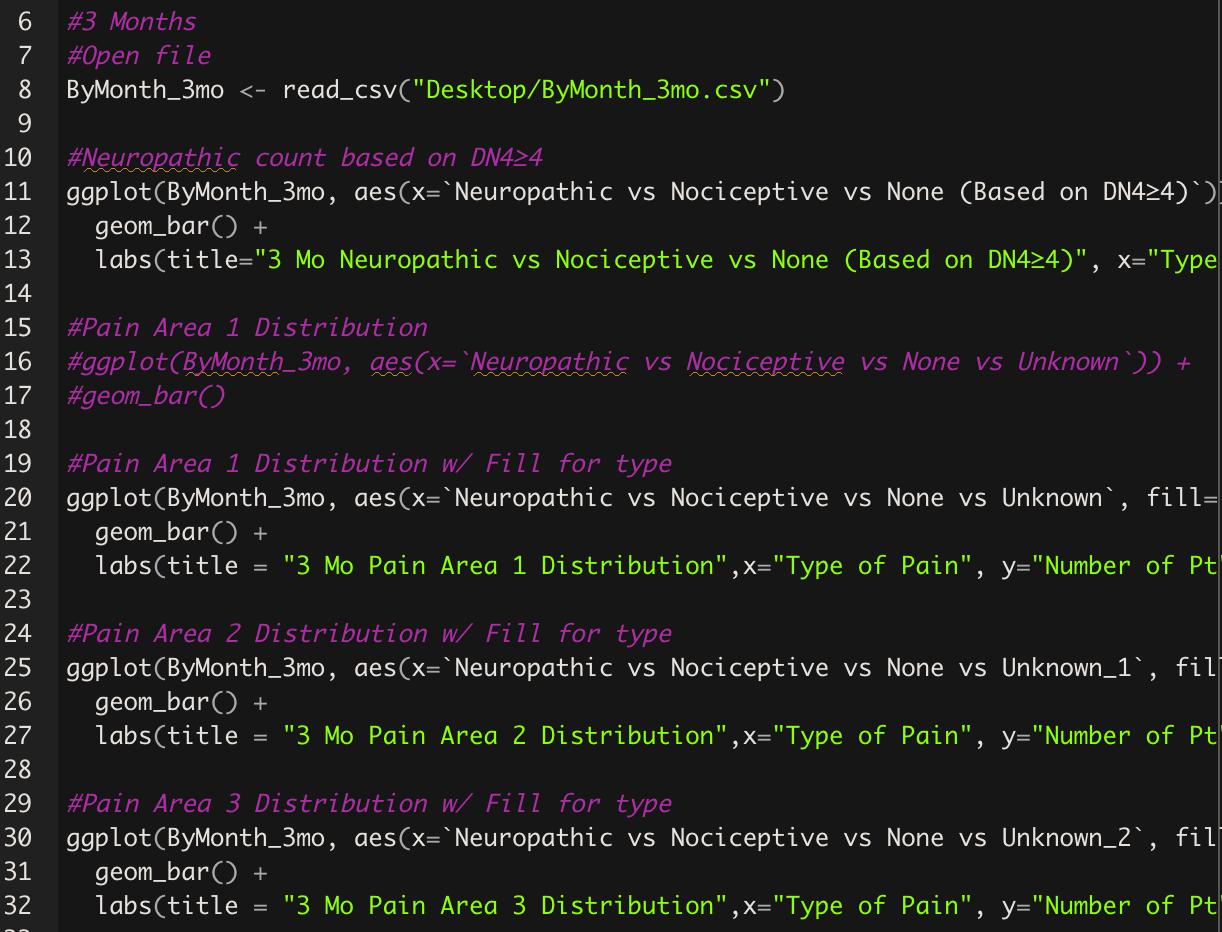 6 #3 Months
7 #Open file
8 ByMonth_3mo <- read_csv("Desktop/ByMonth_3mo.csv")
9
10 #Neuropathic count based on DN4≥4
11 ggplot(ByMonth_3mo, aes(x=`Neuropathic vs Nociceptive vs None (Based on DN4≥4)`)
12   geom_bar() +
13   labs(title="3 Mo Neuropathic vs Nociceptive vs None (Based on DN4≥4)", x="Type
14
15 #Pain Area 1 Distribution
16 #ggplot(ByMonth_3mo, aes(x=`Neuropathic vs Nociceptive vs None vs Unknown`)) +
17 #geom_bar()
18
19 #Pain Area 1 Distribution w/ Fill for type
20 ggplot(ByMonth_3mo, aes(x=`Neuropathic vs Nociceptive vs None vs Unknown`, fill=
21   geom_bar() +
22   labs(title = "3 Mo Pain Area 1 Distribution",x="Type of Pain", y="Number of Pt
23
24 #Pain Area 2 Distribution w/ Fill for type
25 ggplot(ByMonth_3mo, aes(x=`Neuropathic vs Nociceptive vs None vs Unknown_1`, fil
26   geom_bar() +
27   labs(title = "3 Mo Pain Area 2 Distribution",x="Type of Pain", y="Number of Pt
28
29 #Pain Area 3 Distribution w/ Fill for type
30 ggplot(ByMonth_3mo, aes(x=`Neuropathic vs Nociceptive vs None vs Unknown_2`, fil
31   geom_bar() +
32   labs(title = "3 Mo Pain Area 3 Distribution",x="Type of Pain", y="Number of Pt